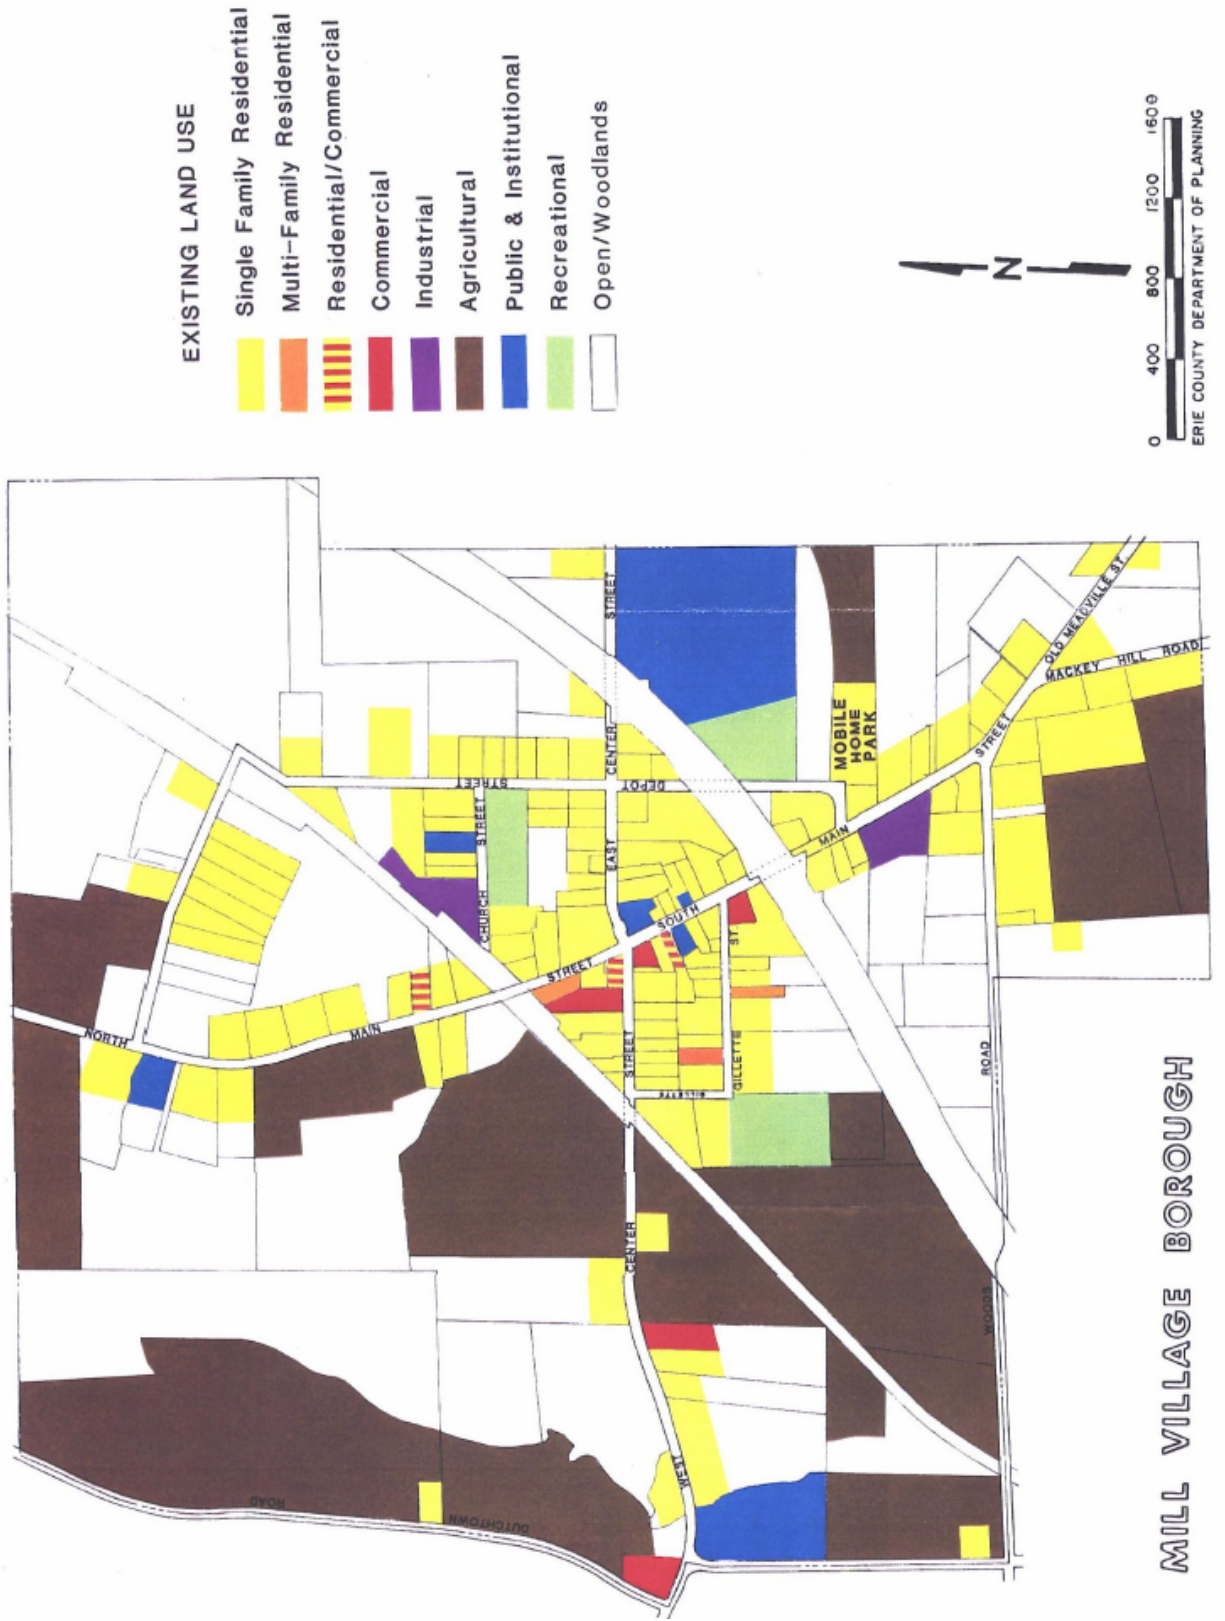 EXISTING LAND USE
Single Family Residential
Multi-Family Residential
Residential/Commercial
Commercial
Industrial
Agricultural
Public & Institutional
Recreational
Open/Woodlands
N
0 400 800 1200 1600
ERIE COUNTY DEPARTMENT OF PLANNING
MILL VILLAGE BOROUGH
NORTH
MAIN
STREET
SOUTH
MAIN
STREET
CHURCH STREET
STREET
DEPOT
EAST
CENTER
STREET
WEST
CENTER
STREET
GILLETTE
GILLETTE
ST.
MOBILE
HOME
PARK
OLD MEADVILLE ST.
MACKEY HILL ROAD
WOODS
ROAD
DUTCHTOWN
ROAD